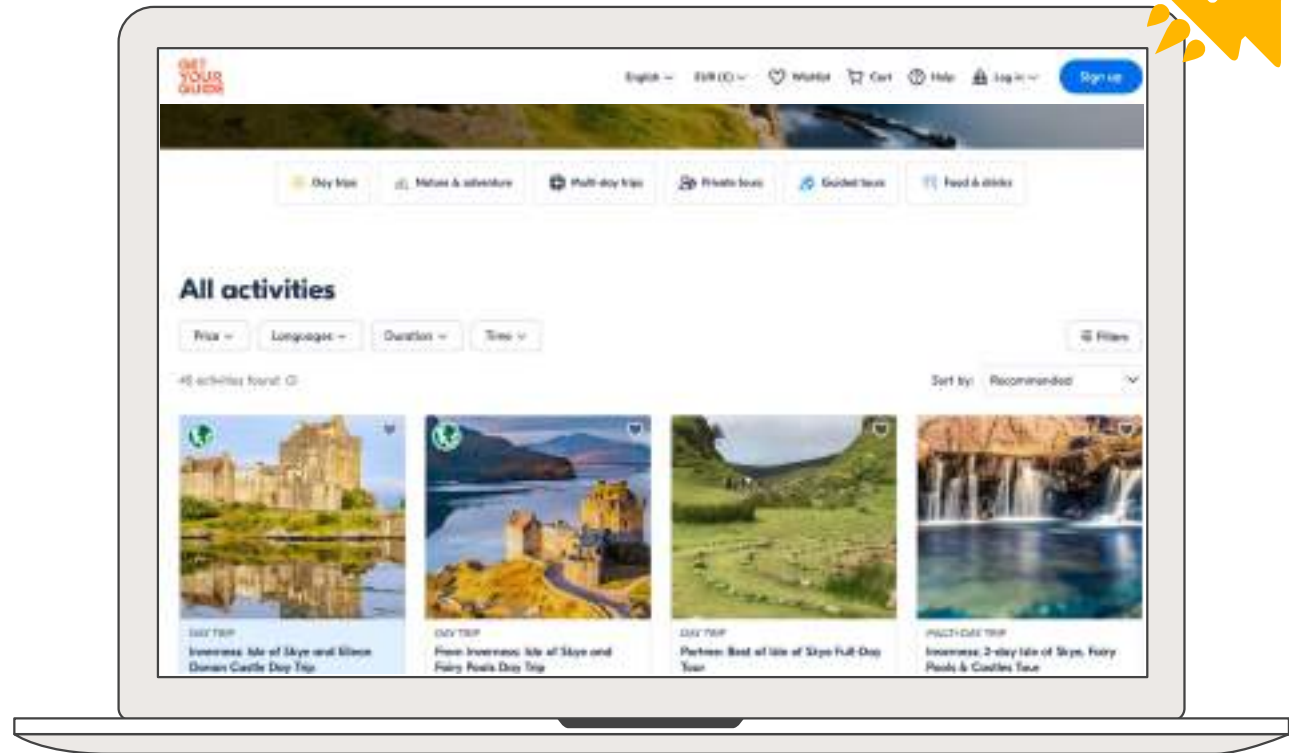 GET
YOUR
GUIDE
English
EUR (€)
Wishlist
Cart
Help
Log in
Sign up
Day trips
Nature & adventure
Multi-day trips
Private tours
Guided tours
Food & drinks
All activities
Price
Languages
Duration
Time
Filters
activities found
Sort by: Recommended
DAY TRIP
Inverness: Isle of Skye and Eilean
Donan Castle Day Trip
DAY TRIP
From Inverness: Isle of Skye and
Fairy Pools Day Trip
DAY TRIP
Portree: Best of Isle of Skye Full-Day
Tour
MULTI-DAY TRIP
Inverness: 2-day Isle of Skye, Fairy
Pools & Castles Tour